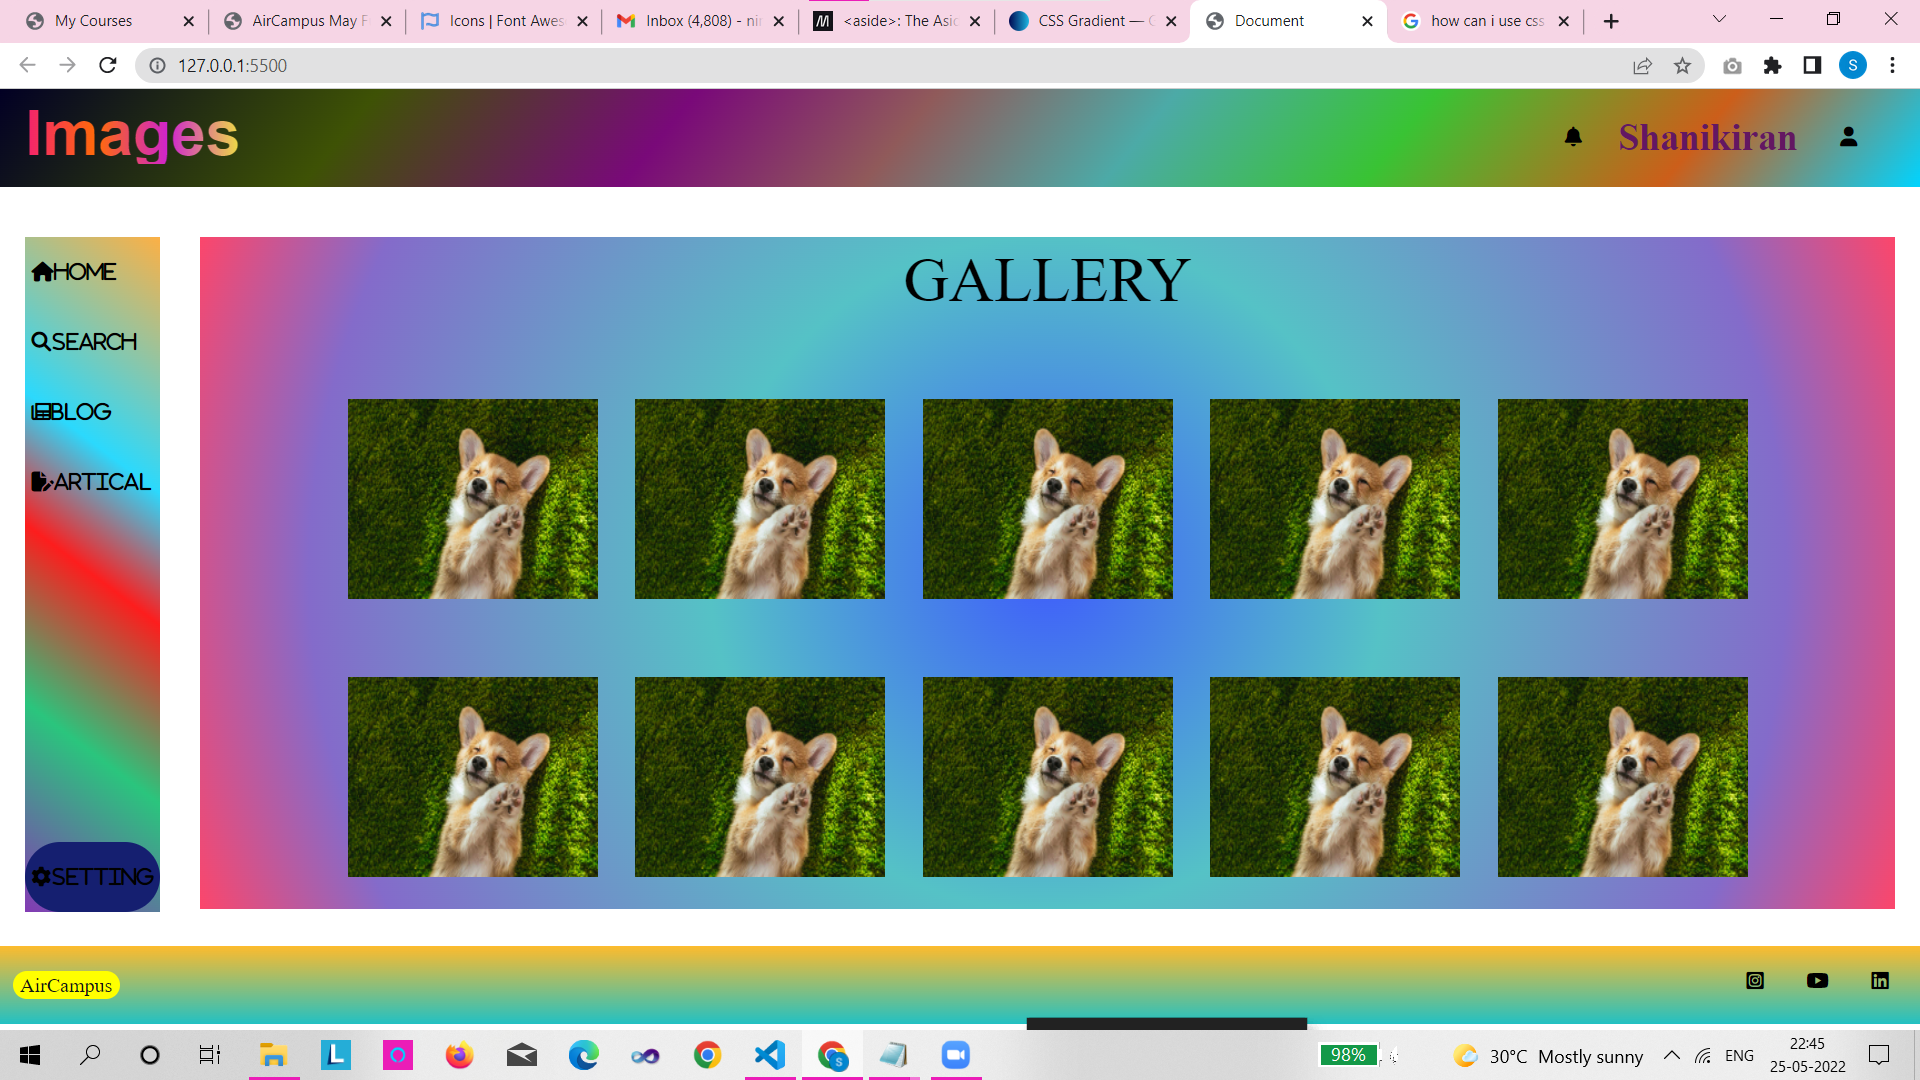 My Courses
AirCampus May F
Icons | Font Awes
Inbox (4,808) - nir
<aside>: The Asid
CSS Gradient — G
Document
how can i use css
127.0.0.1:5500
S
Images
Shanikiran
HOME
SEARCH
BLOG
ARTICAL
SETTING
GALLERY
AirCampus
L
S
98%
30°C Mostly sunny
ENG
22:45
25-05-2022